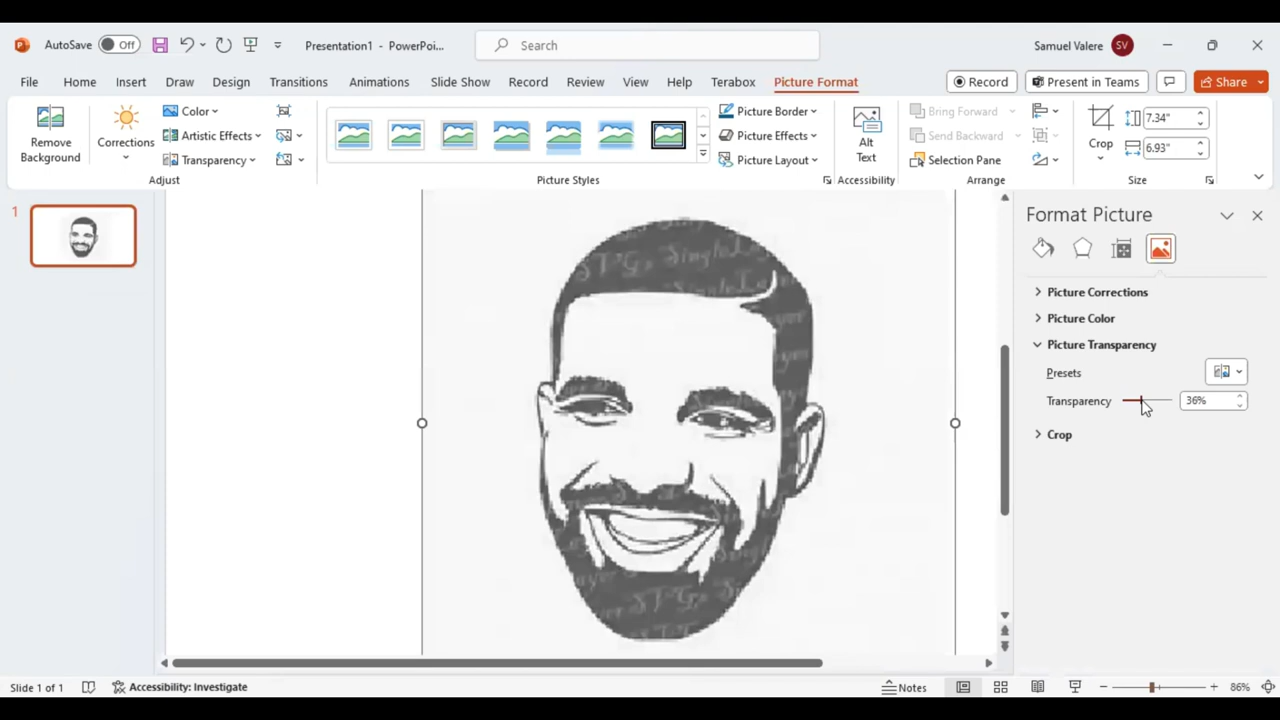 AutoSave Off Presentation1 - PowerPoi... Search Samuel Valere SV
File Home Insert Draw Design Transitions Animations Slide Show Record Review View Help Terabox Picture Format Record Present in Teams Share
Remove Background
Corrections
Color
Artistic Effects
Transparency
Adjust
Picture Styles
Picture Border
Picture Effects
Picture Layout
Alt Text
Accessibility
Bring Forward
Send Backward
Selection Pane
Arrange
Crop
7.34"
6.93"
Size
1
Format Picture
Picture Corrections
Picture Color
Picture Transparency
Presets
Transparency 36%
Crop
Slide 1 of 1 Accessibility: Investigate Notes 86%